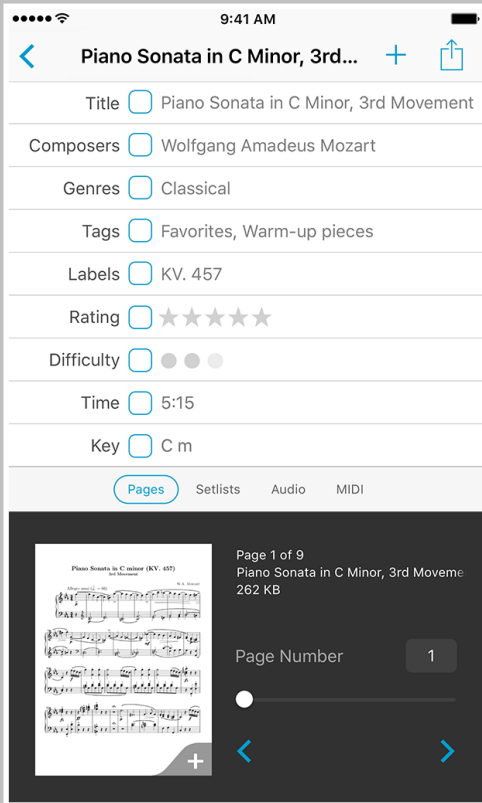 9:41 AM
Piano Sonata in C Minor, 3rd...
Title Piano Sonata in C Minor, 3rd Movement
Composers Wolfgang Amadeus Mozart
Genres Classical
Tags Favorites, Warm-up pieces
Labels KV. 457
Rating
Difficulty
Time 5:15
Key C m
Pages Setlists Audio MIDI
Page 1 of 9
Piano Sonata in C Minor, 3rd Moveme
262 KB
Page Number 1
Piano Sonata in C minor (KV. 457)
3rd Movement
W. A. Mozart